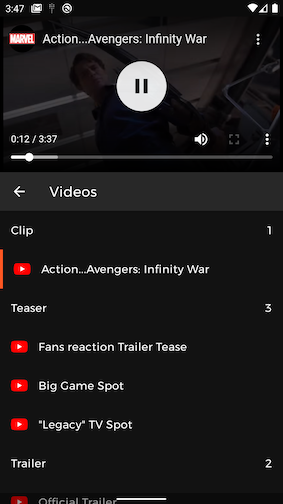 3:47
MARVEL Action...Avengers: Infinity War
0:12 / 3:37
Videos
Clip 1
Action...Avengers: Infinity War
Teaser 3
Fans reaction Trailer Tease
Big Game Spot
"Legacy" TV Spot
Trailer 2
Official Trailer